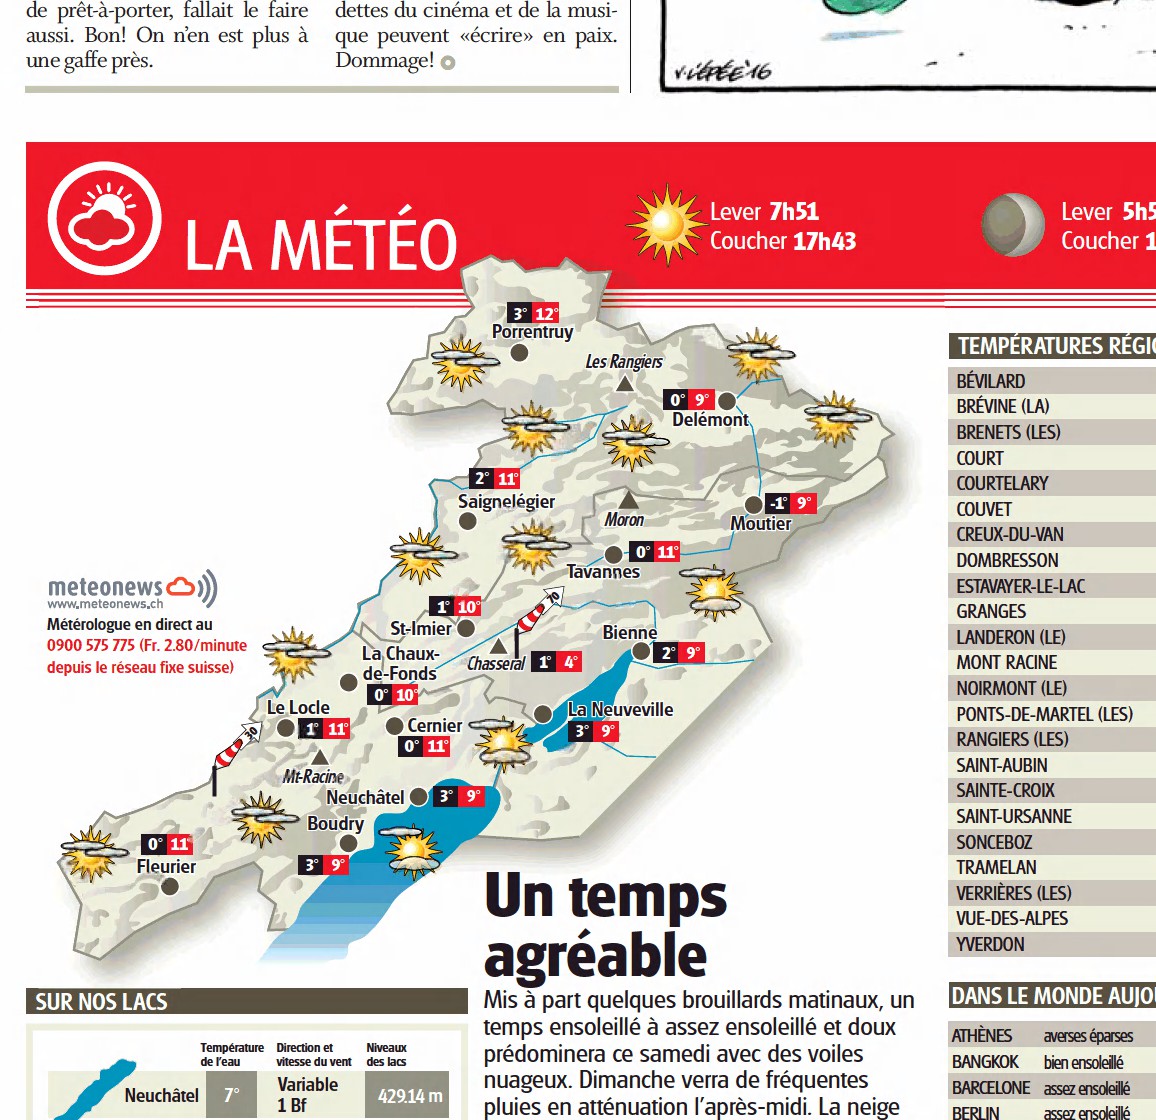 de prêt-à-porter, fallait le faire
aussi. Bon! On n'en est plus à
une gaffe près.
dettes du cinéma et de la musi-
que peuvent «écrire» en paix.
Dommage!
V. L'ÉPÉE '16
LA MÉTÉO
Lever 7h51
Coucher 17h43
Lever 5h5
Coucher 1
3° 12°
Porrentruy
Les Rangiers
0° 9°
Delémont
2° 11°
Saignelégier
Moron
-1° 9°
Moutier
0° 11°
Tavannes
70
1° 10°
St-Imier
Bienne
2° 9°
Chasseral 1° 4°
La Chaux-
de-Fonds
0° 10°
Le Locle
1° 11°
Cernier
0° 11°
La Neuveville
3° 9°
30
Mt-Racine
Neuchâtel 3° 9°
Boudry
3° 9°
0° 11°
Fleurier
meteonews
www.meteonews.ch
Métérologue en direct au
0900 575 775 (Fr. 2.80/minute
depuis le réseau fixe suisse)
Un temps
agréable
Mis à part quelques brouillards matinaux, un
temps ensoleillé à assez ensoleillé et doux
prédominera ce samedi avec des voiles
nuageux. Dimanche verra de fréquentes
pluies en atténuation l'après-midi. La neige
SUR NOS LACS
Température
de l'eau
Direction et
vitesse du vent
Niveaux
des lacs
Neuchâtel 7° Variable
1 Bf
429.14 m
TEMPÉRATURES RÉGIO
BÉVILARD
BRÉVINE (LA)
BRENETS (LES)
COURT
COURTELARY
COUVET
CREUX-DU-VAN
DOMBRESSON
ESTAVAYER-LE-LAC
GRANGES
LANDERON (LE)
MONT RACINE
NOIRMONT (LE)
PONTS-DE-MARTEL (LES)
RANGIERS (LES)
SAINT-AUBIN
SAINTE-CROIX
SAINT-URSANNE
SONCEBOZ
TRAMELAN
VERRIÈRES (LES)
VUE-DES-ALPES
YVERDON
DANS LE MONDE AUJOU
ATHÈNES averses éparses
BANGKOK bien ensoleillé
BARCELONE assez ensoleillé
BERLIN assez ensoleillé